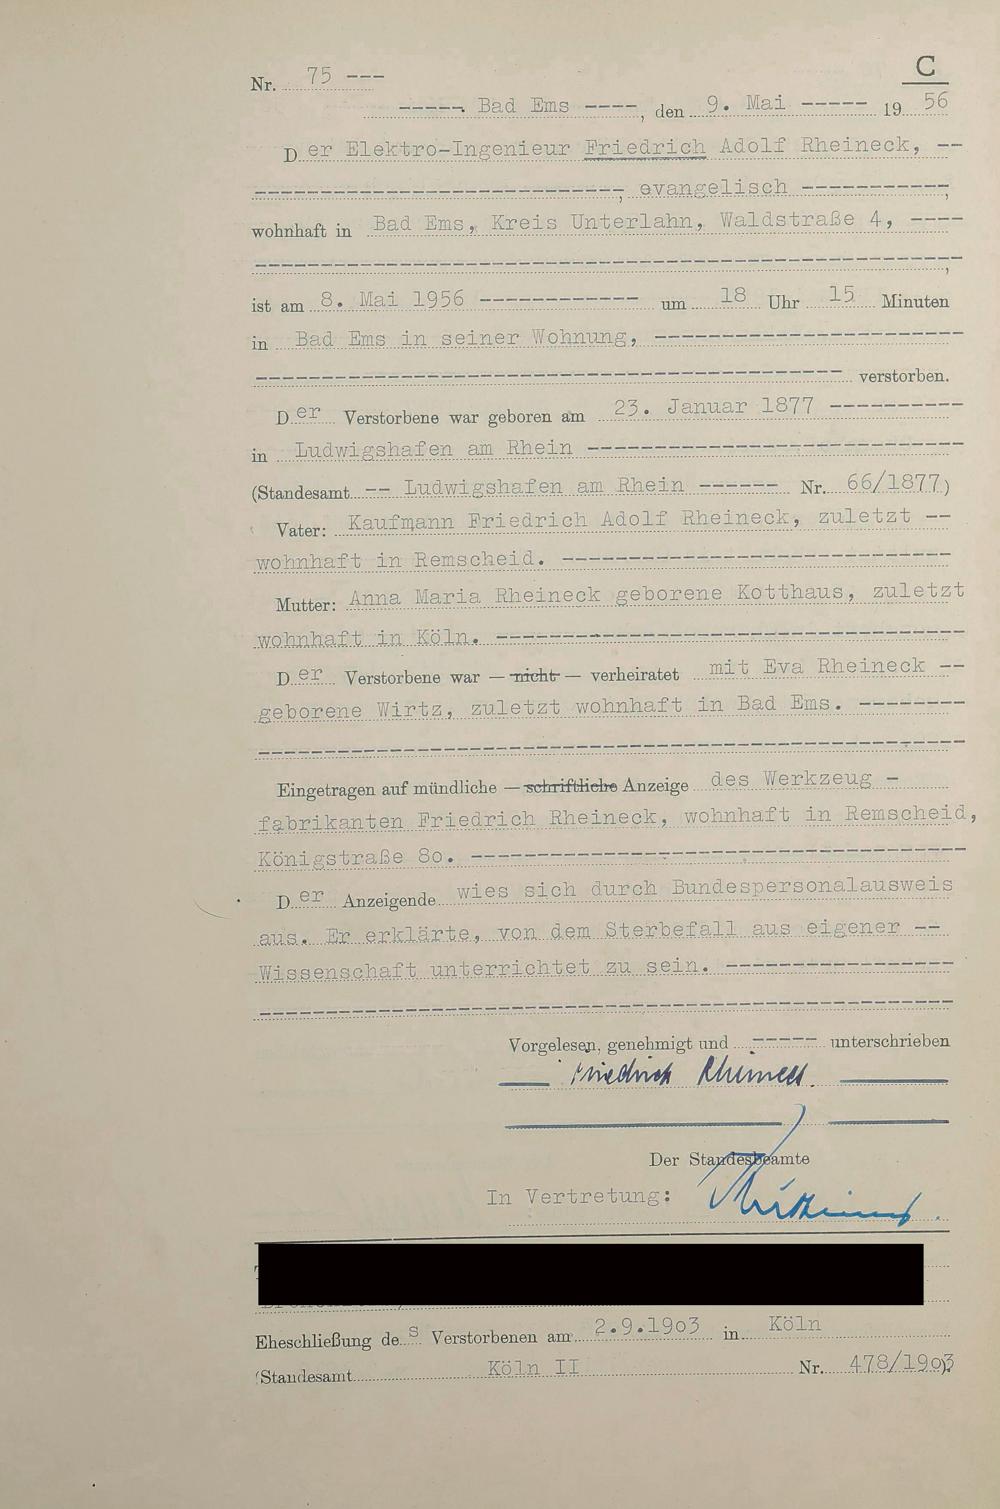 C
Nr. 75 ---
-----. Bad Ems ----, den 9. Mai ----- 19 56
Der Elektro-Ingenieur Friedrich Adolf Rheineck, --
----------------------------, evangelisch -----------,
wohnhaft in Bad Ems, Kreis Unterlahn, Waldstraße 4, ----
-----------------------------------------------------,
ist am 8. Mai 1956 ------------ um 18 Uhr 15 Minuten
in Bad Ems in seiner Wohnung, -----------------------
--------------------------------------------- verstorben.
Der Verstorbene war geboren am 23. Januar 1877 ----------
in Ludwigshafen am Rhein ----------------------------
(Standesamt -- Ludwigshafen am Rhein ------ Nr. 66/1877)
Vater: Kaufmann Friedrich Adolf Rheineck, zuletzt --
wohnhaft in Remscheid. -----------------------------
Mutter: Anna Maria Rheineck geborene Kotthaus, zuletzt
wohnhaft in Köln. -----------------------------------
Der Verstorbene war — nicht — verheiratet mit Eva Rheineck --
geborene Wirtz, zuletzt wohnhaft in Bad Ems. --------
-----------------------------------------------------
Eingetragen auf mündliche — schriftliche Anzeige des Werkzeug -
fabrikanten Friedrich Rheineck, wohnhaft in Remscheid,
Königstraße 8o. -------------------------------------
Der Anzeigende wies sich durch Bundespersonalausweis
aus. Er erklärte, von dem Sterbefall aus eigener --
Wissenschaft unterrichtet zu sein. -----------------
----------------------------------------------------
Vorgelesen, genehmigt und ----- unterschrieben
Friedrich Rheineck.
Der Standesbeamte
In Vertretung:
Eheschließung des Verstorbenen am 2.9.19o3 in Köln
(Standesamt Köln II Nr. 478/19o3)